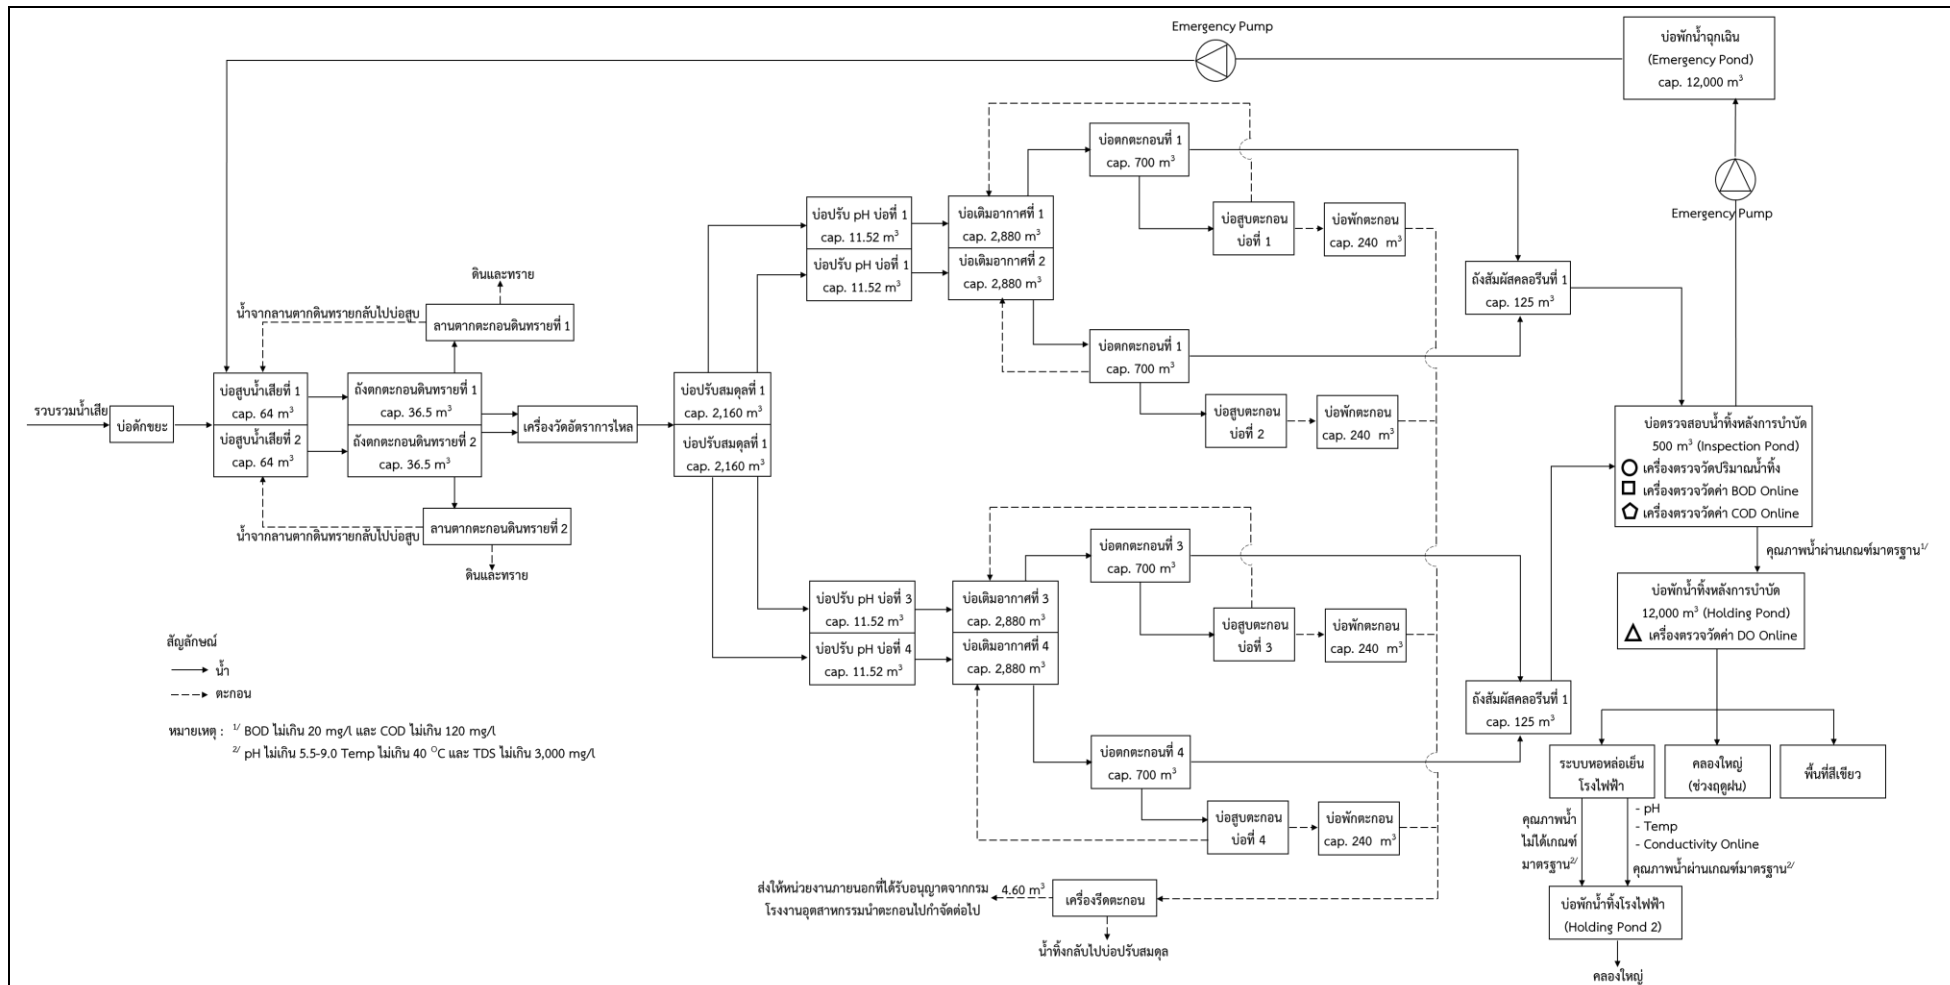 Emergency Pump
บ่อพักน้ำฉุกเฉิน
(Emergency Pond)
cap. 12,000 m³
Emergency Pump
บ่อตกตะกอนที่ 1
cap. 700 m³
บ่อปรับ pH บ่อที่ 1
cap. 11.52 m³
บ่อปรับ pH บ่อที่ 1
cap. 11.52 m³
บ่อเติมอากาศที่ 1
cap. 2,880 m³
บ่อเติมอากาศที่ 2
cap. 2,880 m³
บ่อสูบตะกอน
บ่อที่ 1
บ่อพักตะกอน
cap. 240 m³
ถังสัมผัสคลอรีนที่ 1
cap. 125 m³
ดินและทราย
น้ำจากลานตากดินทรายกลับไปบ่อสูบ
ลานตากตะกอนดินทรายที่ 1
บ่อตกตะกอนที่ 1
cap. 700 m³
รวบรวมน้ำเสีย
บ่อดักขยะ
บ่อสูบน้ำเสียที่ 1
cap. 64 m³
บ่อสูบน้ำเสียที่ 2
cap. 64 m³
ถังตกตะกอนดินทรายที่ 1
cap. 36.5 m³
ถังตกตะกอนดินทรายที่ 2
cap. 36.5 m³
เครื่องวัดอัตราการไหล
บ่อปรับสมดุลที่ 1
cap. 2,160 m³
บ่อปรับสมดุลที่ 1
cap. 2,160 m³
บ่อสูบตะกอน
บ่อที่ 2
บ่อพักตะกอน
cap. 240 m³
บ่อตรวจสอบน้ำทิ้งหลังการบำบัด
500 m³ (Inspection Pond)
เครื่องตรวจวัดปริมาณน้ำทิ้ง
เครื่องตรวจวัดค่า BOD Online
เครื่องตรวจวัดค่า COD Online
น้ำจากลานตากดินทรายกลับไปบ่อสูบ
ลานตากตะกอนดินทรายที่ 2
ดินและทราย
คุณภาพน้ำผ่านเกณฑ์มาตรฐาน¹/
บ่อตกตะกอนที่ 3
cap. 700 m³
บ่อปรับ pH บ่อที่ 3
cap. 11.52 m³
บ่อปรับ pH บ่อที่ 4
cap. 11.52 m³
บ่อเติมอากาศที่ 3
cap. 2,880 m³
บ่อเติมอากาศที่ 4
cap. 2,880 m³
บ่อสูบตะกอน
บ่อที่ 3
บ่อพักตะกอน
cap. 240 m³
บ่อพักน้ำทิ้งหลังการบำบัด
12,000 m³ (Holding Pond)
เครื่องตรวจวัดค่า DO Online
ถังสัมผัสคลอรีนที่ 1
cap. 125 m³
สัญลักษณ์
น้ำ
ตะกอน
หมายเหตุ : ¹/ BOD ไม่เกิน 20 mg/l และ COD ไม่เกิน 120 mg/l
²/ pH ไม่เกิน 5.5-9.0 Temp ไม่เกิน 40 ᴼC และ TDS ไม่เกิน 3,000 mg/l
บ่อตกตะกอนที่ 4
cap. 700 m³
บ่อสูบตะกอน
บ่อที่ 4
บ่อพักตะกอน
cap. 240 m³
ระบบหอหล่อเย็น
โรงไฟฟ้า
คลองใหญ่
(ช่วงฤดูฝน)
พื้นที่สีเขียว
คุณภาพน้ำ
ไม่ได้เกณฑ์
มาตรฐาน²/
- pH
- Temp
- Conductivity Online
คุณภาพน้ำผ่านเกณฑ์มาตรฐาน²/
ส่งให้หน่วยงานภายนอกที่ได้รับอนุญาตจากกรม
โรงงานอุตสาหกรรมนำตะกอนไปกำจัดต่อไป
4.60 m³
เครื่องรีดตะกอน
น้ำทิ้งกลับไปบ่อปรับสมดุล
บ่อพักน้ำทิ้งโรงไฟฟ้า
(Holding Pond 2)
คลองใหญ่